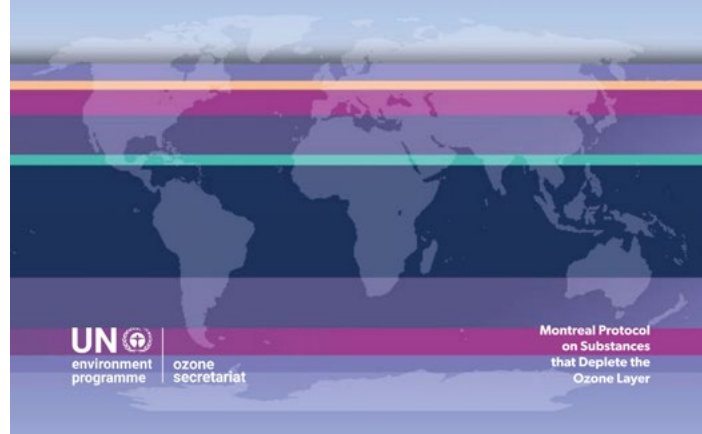 UN
environment
programme
ozone
secretariat
Montreal Protocol
on Substances
that Deplete the
Ozone Layer